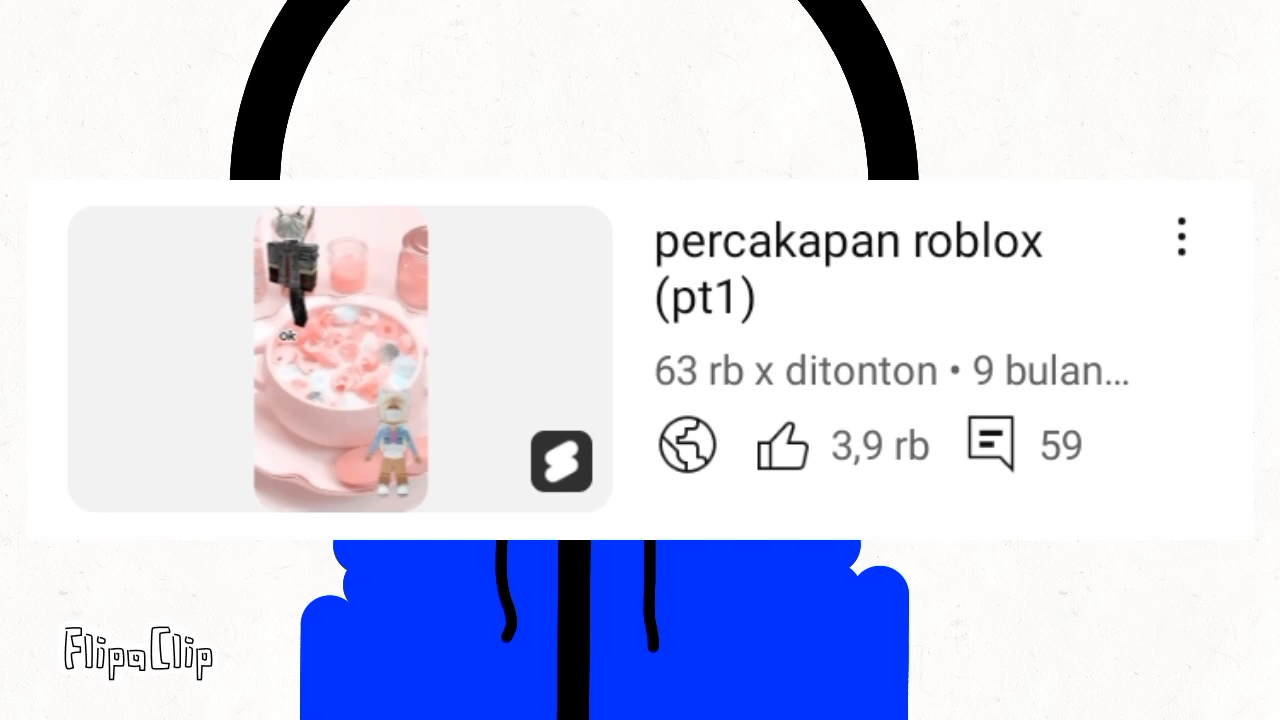 percakapan roblox
(pt1)
63 rb x ditonton • 9 bulan...
3,9 rb
59
ok
FlipaClip